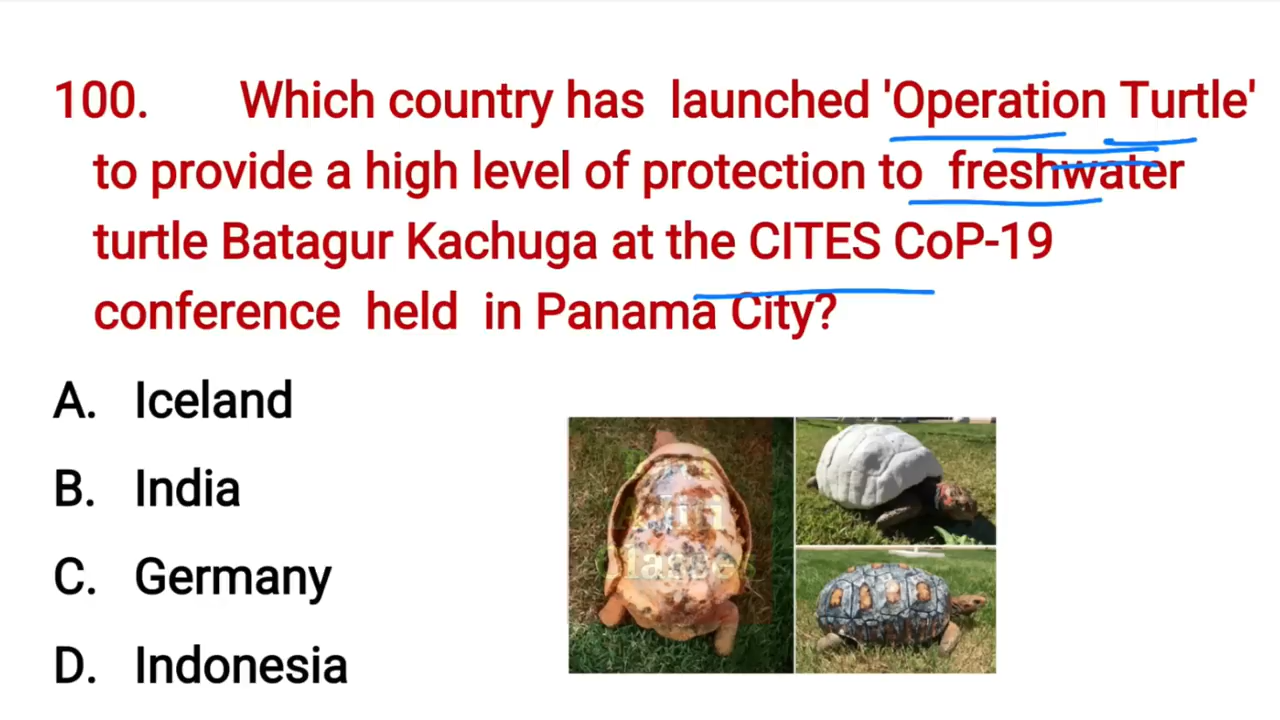 100. Which country has launched 'Operation Turtle'
to provide a high level of protection to freshwater
turtle Batagur Kachuga at the CITES CoP-19
conference held in Panama City?
A. Iceland
B. India
C. Germany
D. Indonesia
Classes